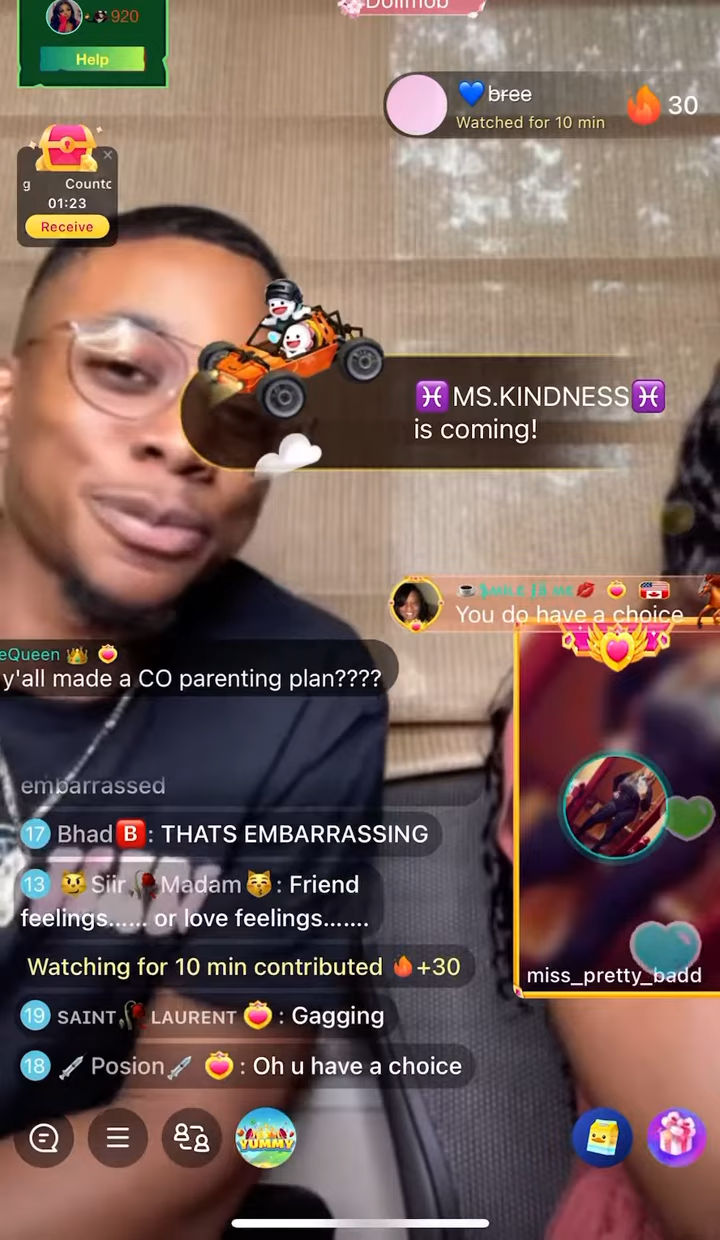 Dollmob
920
Help
💙 bree
Watched for 10 min
30
g Countc
01:23
Receive
♓MS.KINDNESS♓
is coming!
You do have a choice
eQueen 👑
y'all made a CO parenting plan????
embarrassed
17 Bhad🅱️: THATS EMBARRASSING
13 😼Siir🥀Madam😽: Friend
feelings...... or love feelings.......
Watching for 10 min contributed 🔥+30
19 SAINT🥀LAURENT : Gagging
miss_pretty_badd
18 Posion : Oh u have a choice
YUMMY